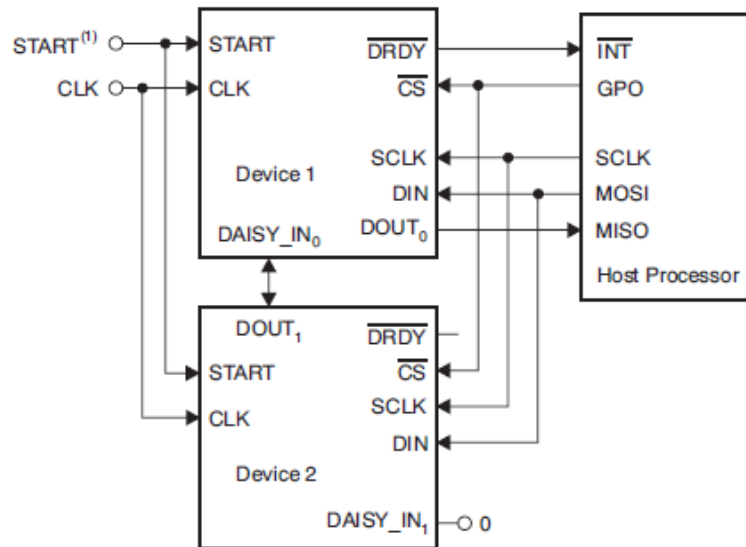 START(1)
CLK
START
CLK
Device 1
DAISY_IN0
DRDY
CS
SCLK
DIN
DOUT0
INT
GPO
SCLK
MOSI
MISO
Host Processor
DOUT1
START
CLK
Device 2
DRDY
CS
SCLK
DIN
DAISY_IN1
0